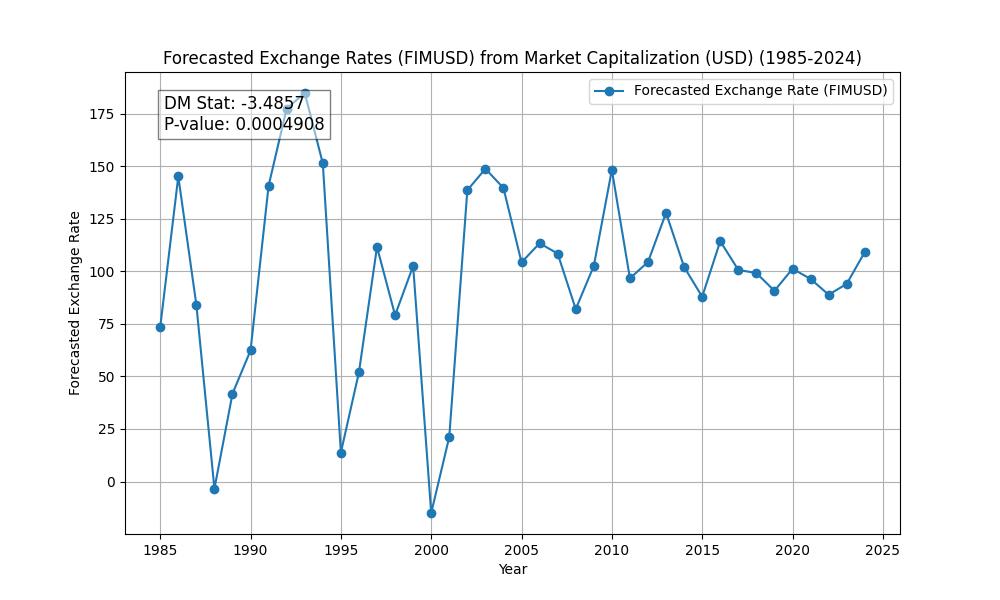 Forecasted Exchange Rates (FIMUSD) from Market Capitalization (USD) (1985-2024)
DM Stat: -3.4857
P-value: 0.0004908
Forecasted Exchange Rate (FIMUSD)
Forecasted Exchange Rate
175
150
125
100
75
50
25
0
1985 1990 1995 2000 2005 2010 2015 2020 2025
Year